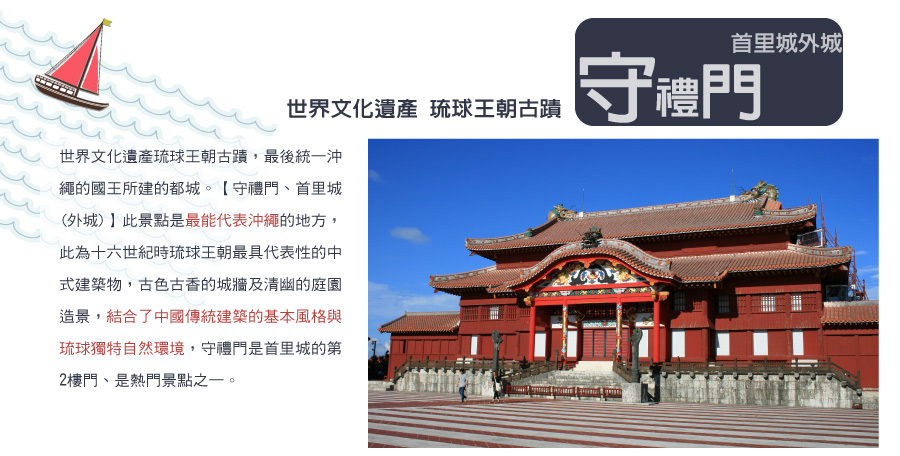 首里城外城
守禮門
世界文化遺產 琉球王朝古蹟
世界文化遺產琉球王朝古蹟，最後統一沖
繩的國王所建的都城。【守禮門、首里城
(外城)】此景點是最能代表沖繩的地方，
此為十六世紀時琉球王朝最具代表性的中
式建築物，古色古香的城牆及清幽的庭園
造景，結合了中國傳統建築的基本風格與
琉球獨特自然環境，守禮門是首里城的第
2樓門、是熱門景點之一。